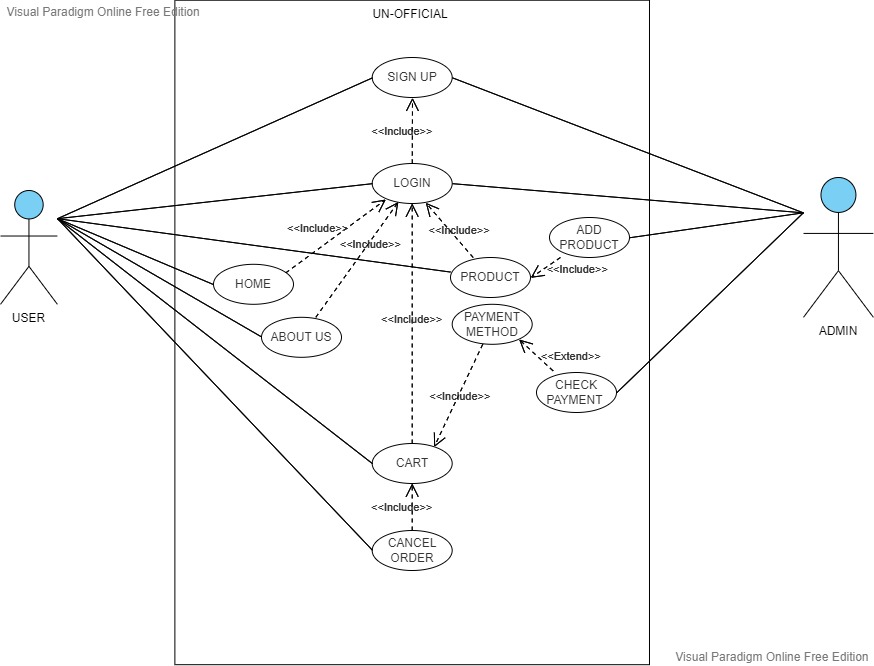 Visual Paradigm Online Free Edition
UN-OFFICIAL
SIGN UP
<<Include>>
LOGIN
<<Include>>
<<Include>>
<<Include>>
ADD
PRODUCT
<<Include>>
HOME
PRODUCT
USER
ADMIN
ABOUT US
<<Include>>
PAYMENT
METHOD
<<Extend>>
CHECK
PAYMENT
<<Include>>
CART
<<Include>>
CANCEL
ORDER
Visual Paradigm Online Free Edition